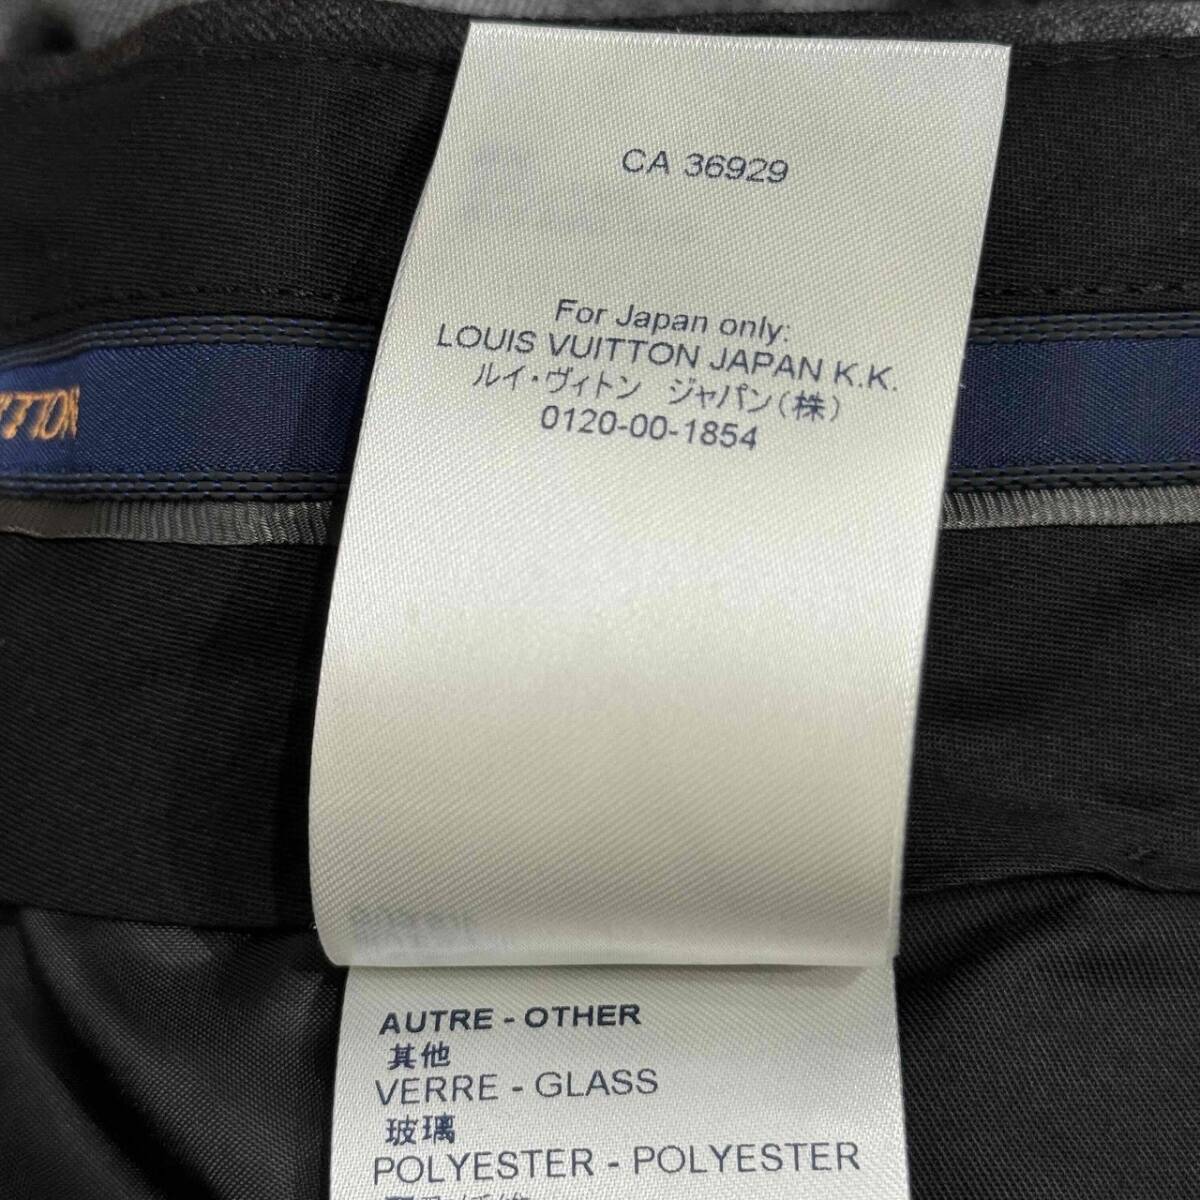 CA 36929
For Japan only:
LOUIS VUITTON JAPAN K.K.
ルイ・ヴィトン ジャパン(株)
0120-00-1854
AUTRE - OTHER
其他
VERRE - GLASS
玻璃
POLYESTER - POLYESTER